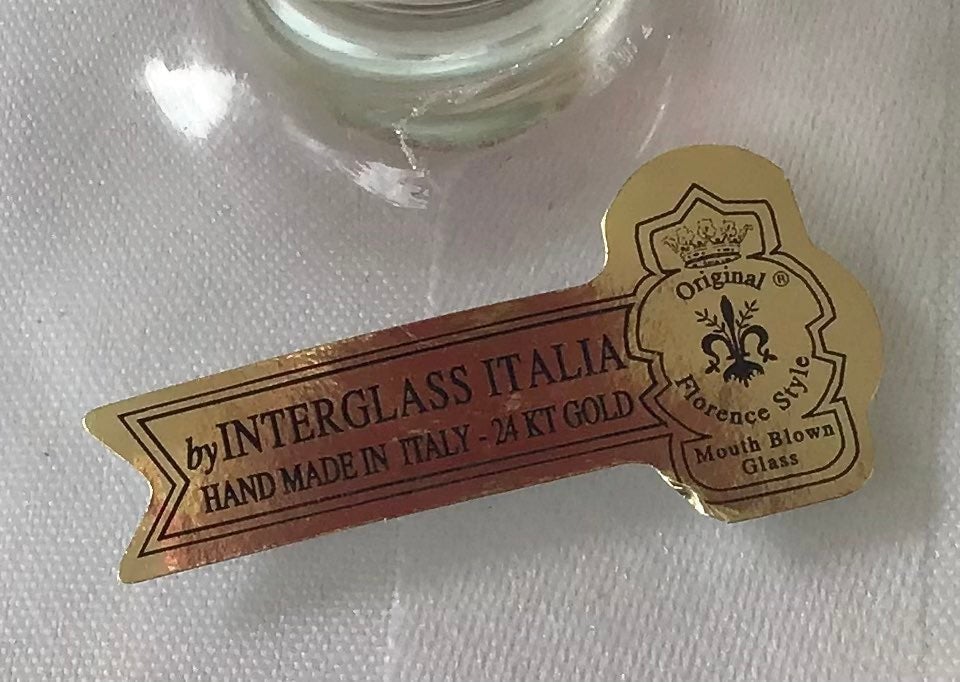 by INTERGLASS ITALIA
HAND MADE IN ITALY - 24 KT GOLD
Original ®
Florence Style
Mouth Blown
Glass